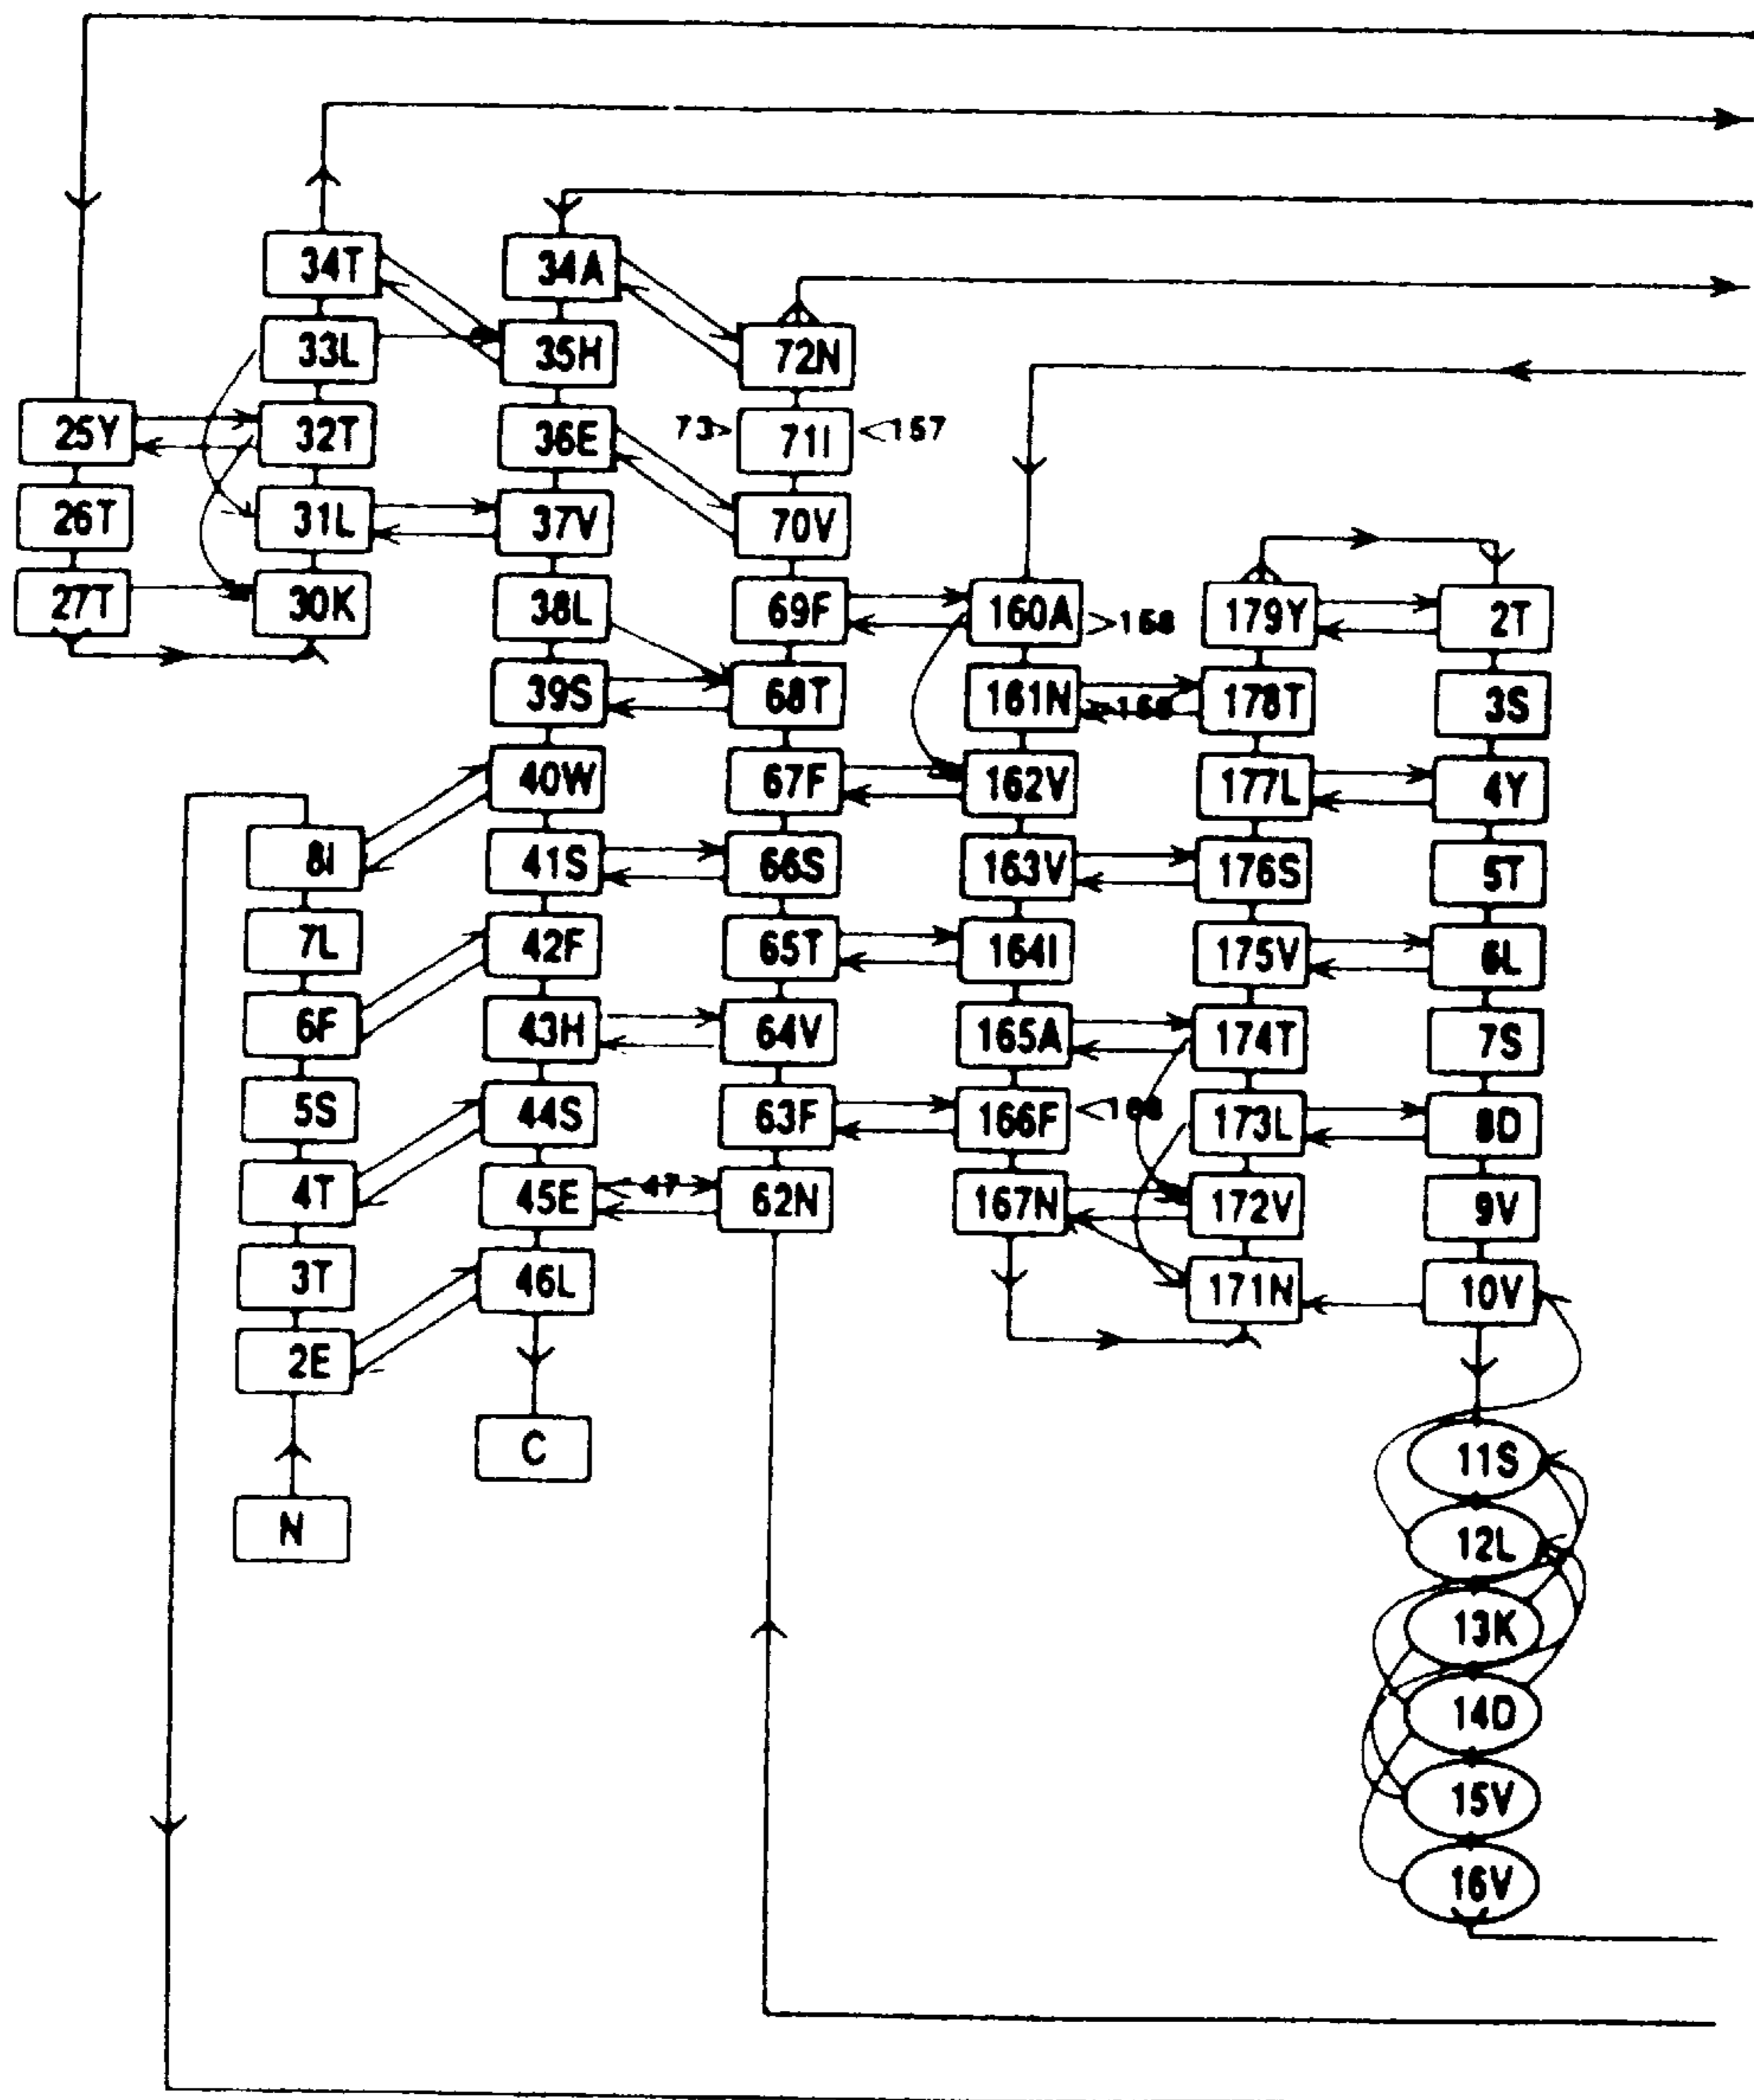 34T
33L
32T
31L
30K
25Y
26T
27T
34A
35H
36E
37V
38L
39S
40W
41S
42F
43H
44S
45E
46L
C
8I
7L
6F
5S
4T
3T
2E
N
72N
73> 71I <157
70V
69F
68T
67F
66S
65T
64V
63F
62N
<47
160A
161N
162V
163V
164I
165A
166F
167N
179Y
178T
177L
176S
175V
174T
173L
172V
171N
2T
3S
4Y
5T
6L
7S
8D
9V
10V
11S
12L
13K
14D
15V
16V